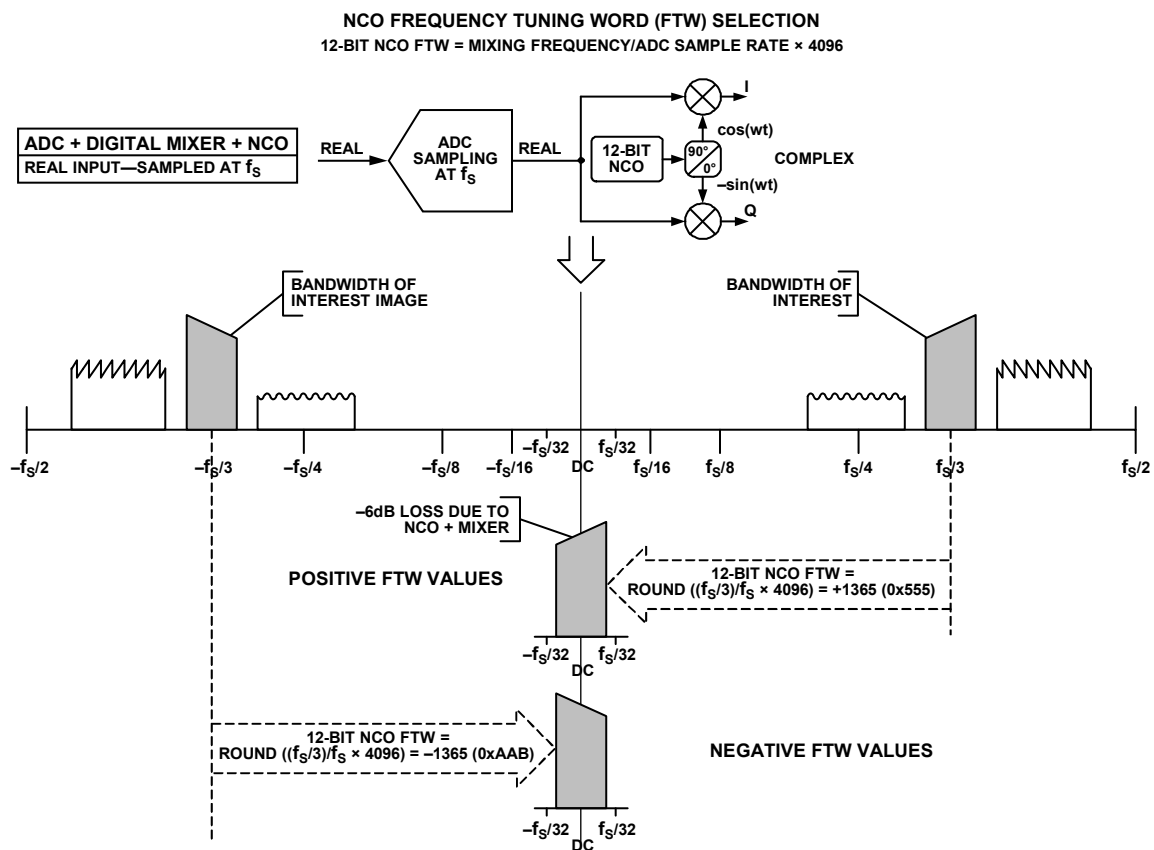 NCO FREQUENCY TUNING WORD (FTW) SELECTION
12-BIT NCO FTW = MIXING FREQUENCY/ADC SAMPLE RATE × 4096
ADC + DIGITAL MIXER + NCO
REAL INPUT—SAMPLED AT fS
REAL
ADC
SAMPLING
AT fS
REAL
12-BIT
NCO
90°
0°
I
cos(wt)
COMPLEX
–sin(wt)
Q
BANDWIDTH OF
INTEREST IMAGE
BANDWIDTH OF
INTEREST
–fS/2
–fS/3
–fS/4
–fS/8
–fS/16
–fS/32
DC
fS/32
fS/16
fS/8
fS/4
fS/3
fS/2
–6dB LOSS DUE TO
NCO + MIXER
POSITIVE FTW VALUES
12-BIT NCO FTW =
ROUND ((fS/3)/fS × 4096) = +1365 (0x555)
–fS/32
DC
fS/32
12-BIT NCO FTW =
ROUND ((fS/3)/fS × 4096) = –1365 (0xAAB)
NEGATIVE FTW VALUES
–fS/32
DC
fS/32